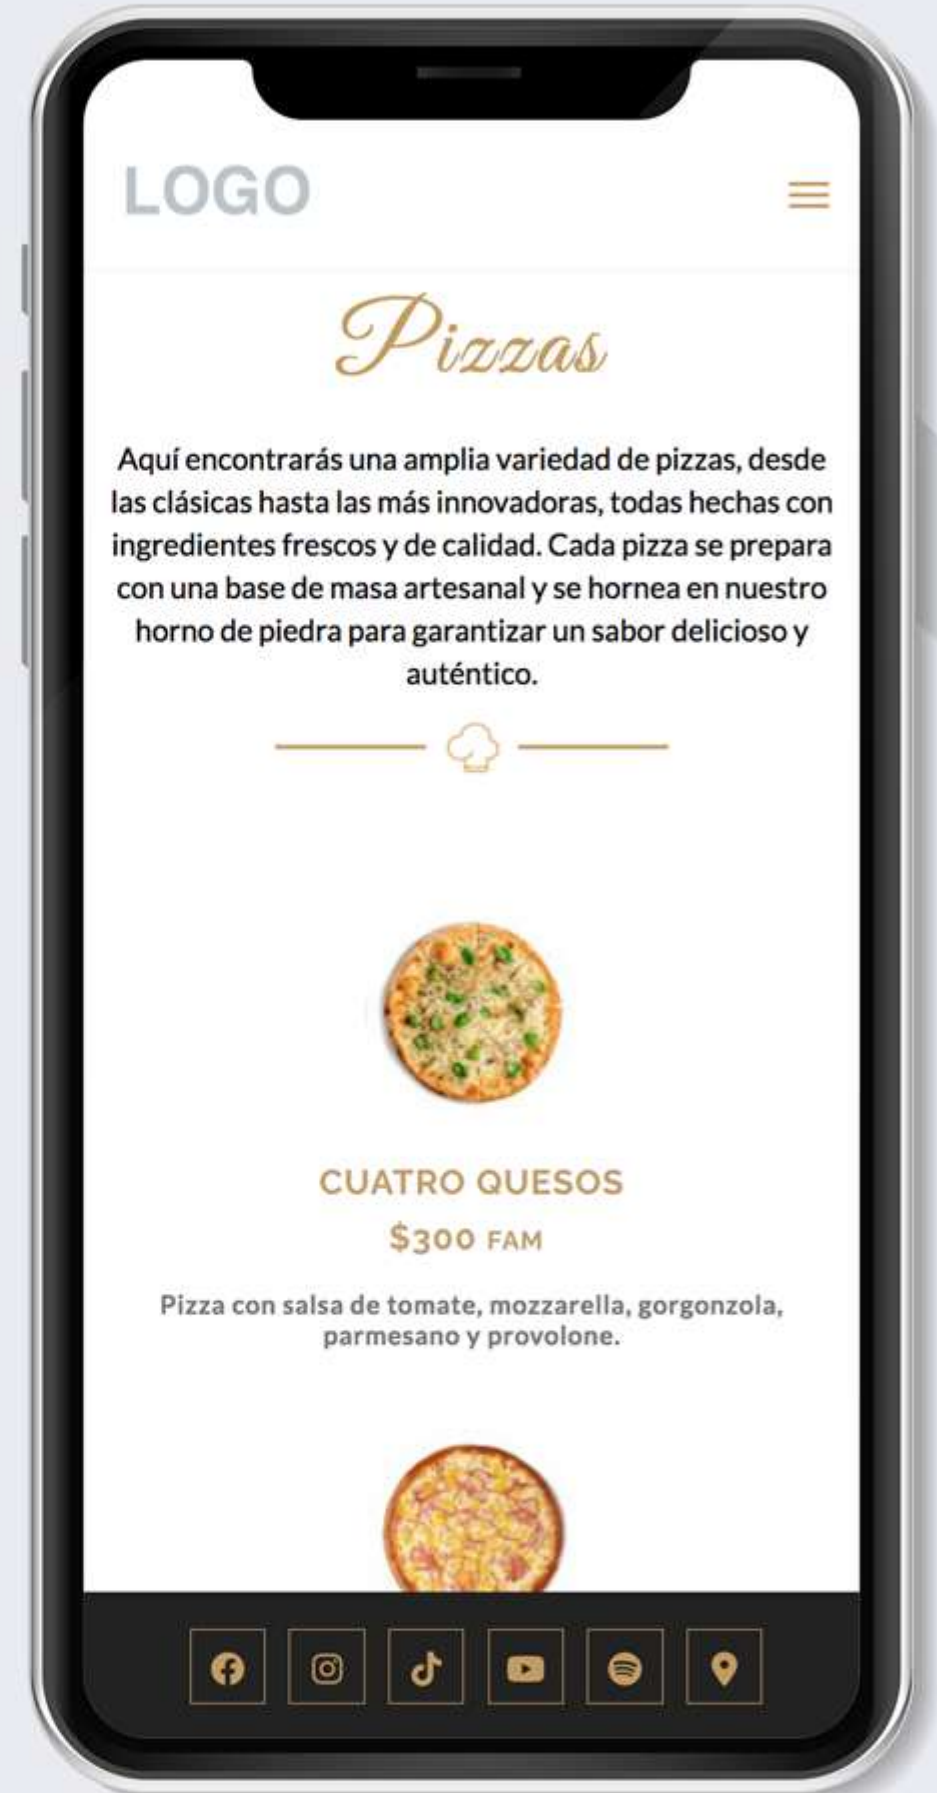 LOGO
Pizzas
Aquí encontrarás una amplia variedad de pizzas, desde
las clásicas hasta las más innovadoras, todas hechas con
ingredientes frescos y de calidad. Cada pizza se prepara
con una base de masa artesanal y se hornea en nuestro
horno de piedra para garantizar un sabor delicioso y
auténtico.
CUATRO QUESOS
$300 FAM
Pizza con salsa de tomate, mozzarella, gorgonzola,
parmesano y provolone.